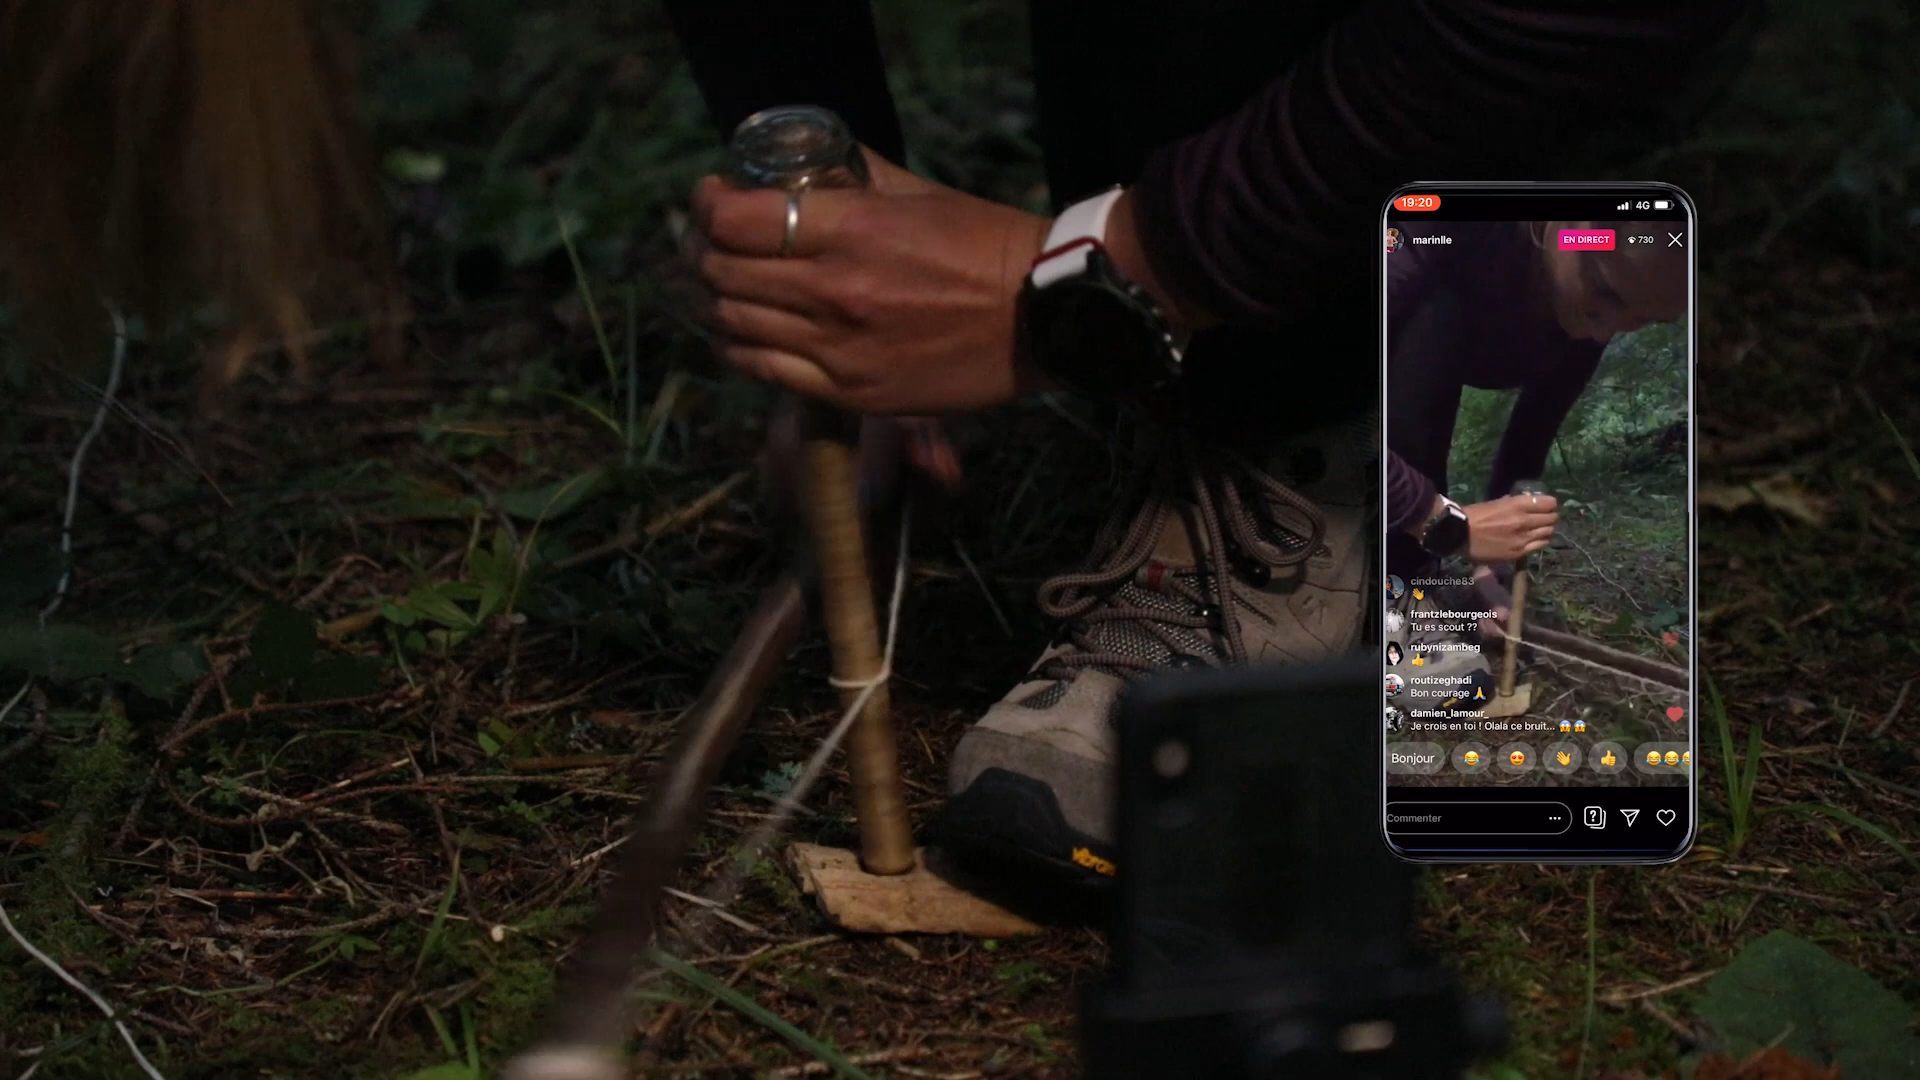 19:20
4G
marinlle
EN DIRECT
730
cindouche83
frantzlebourgeois
Tu es scout ??
rubynizambeg
routizeghadi
Bon courage 🙏
damien_lamour_
Je crois en toi ! Olala ce bruit... 😱😱
Bonjour
Commenter
vibram